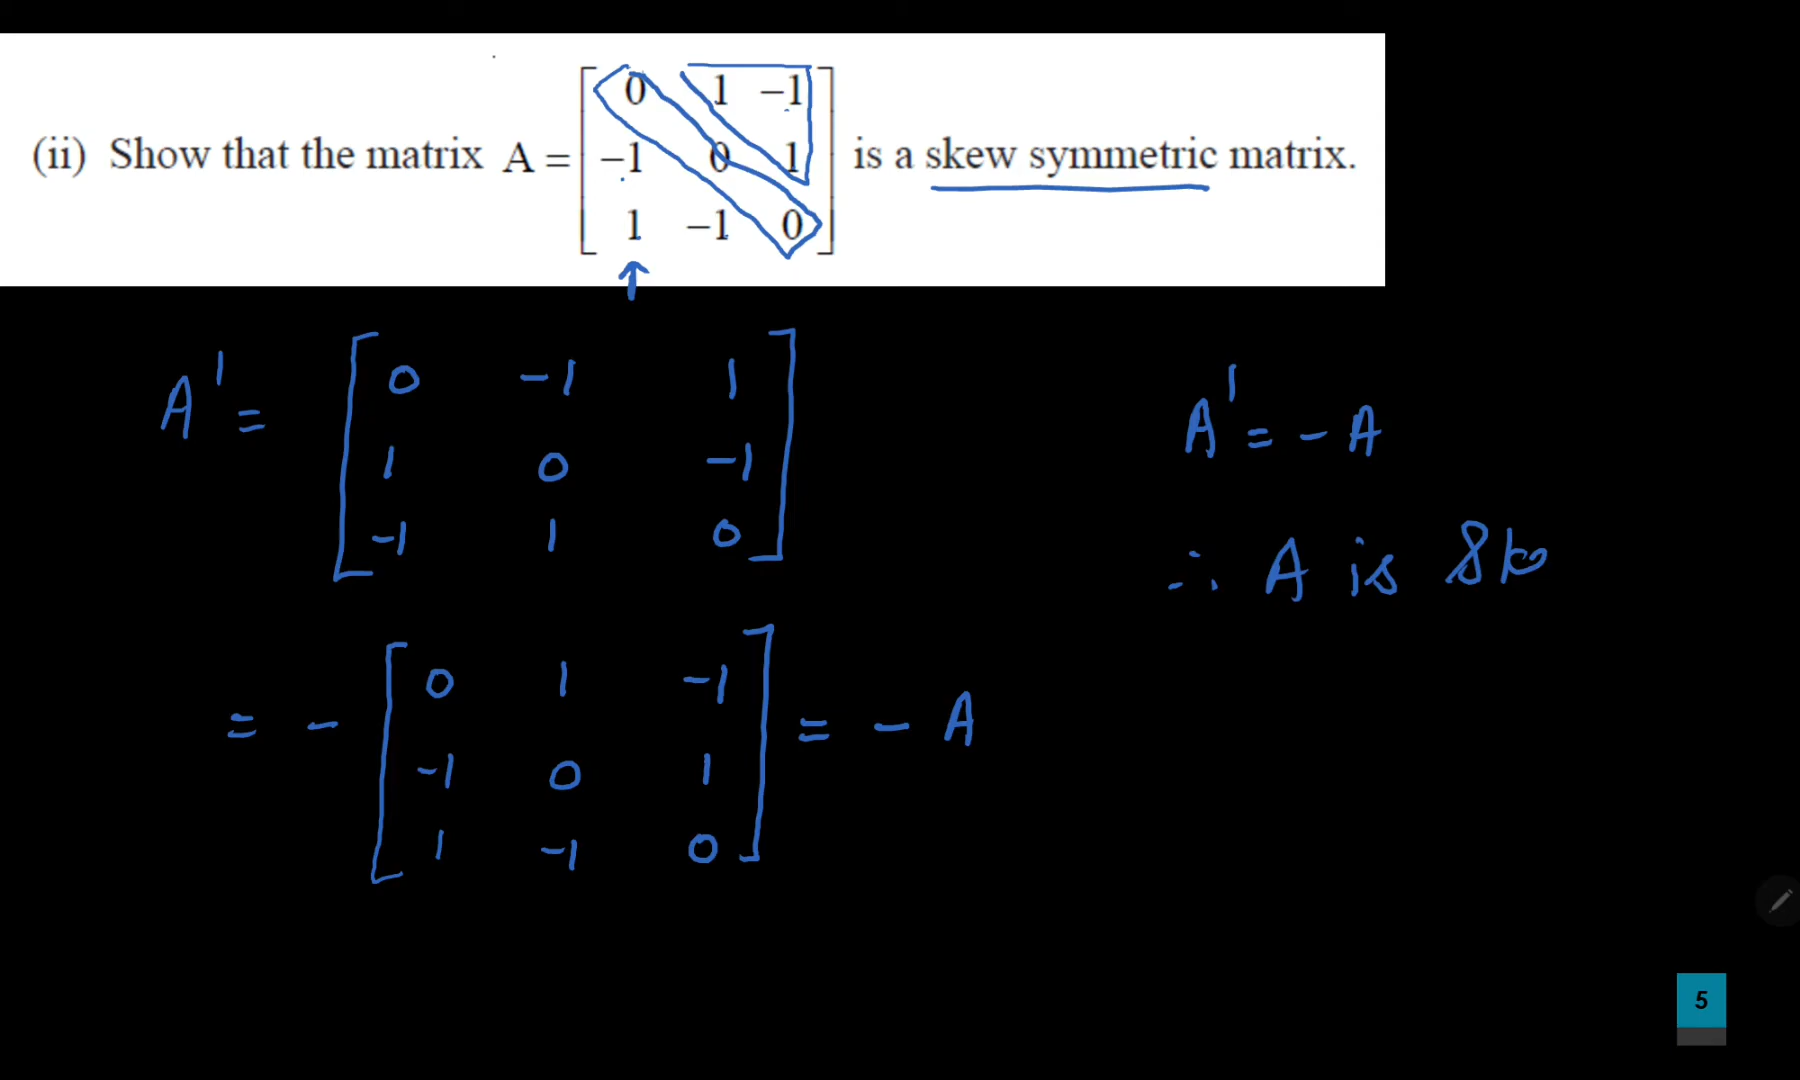 (ii) Show that the matrix A = [ 0 1 −1 ; −1 0 1 ; 1 −1 0 ] is a skew symmetric matrix.
A' = [ 0 -1 1 ; 1 0 -1 ; -1 1 0 ]
= - [ 0 1 -1 ; -1 0 1 ; 1 -1 0 ] = - A
A' = - A
∴ A is Sk
5